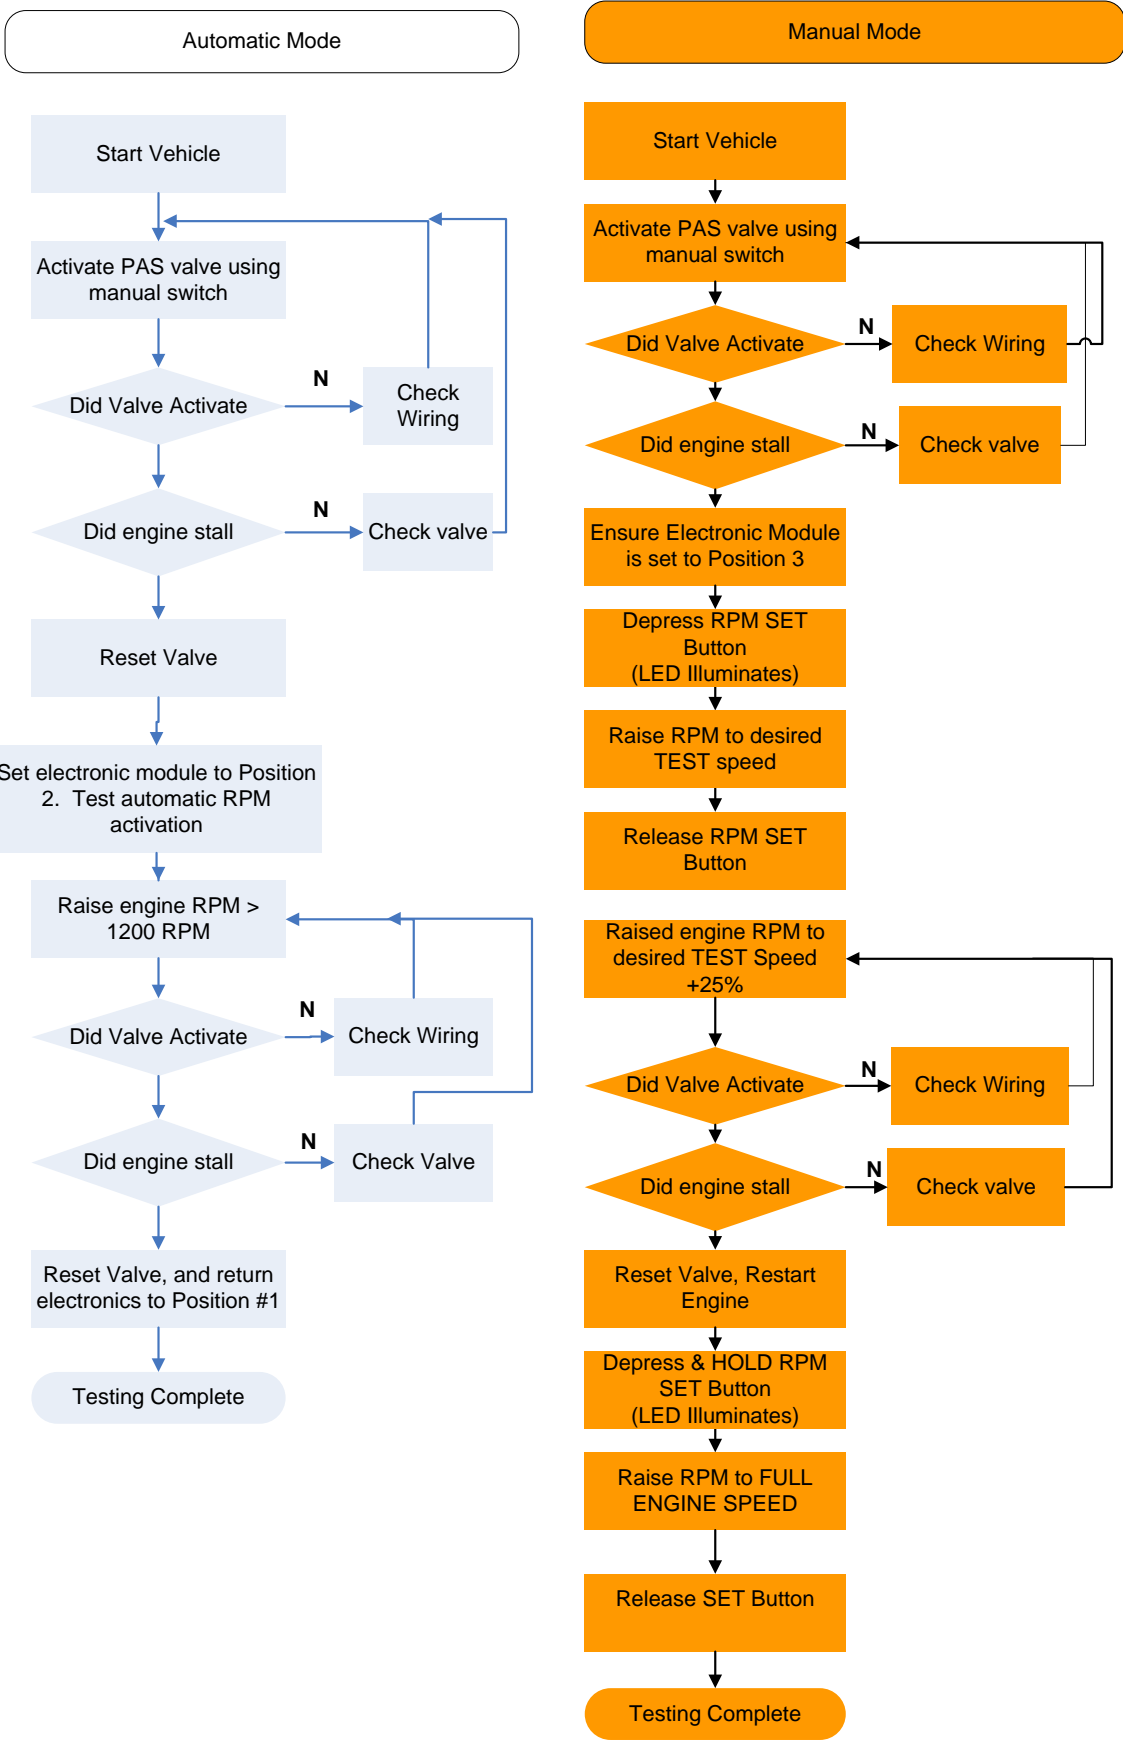 Automatic Mode
Start Vehicle
Activate PAS valve using
manual switch
Did Valve Activate
N
Check
Wiring
Did engine stall
N
Check valve
Reset Valve
Set electronic module to Position
2. Test automatic RPM
activation
Raise engine RPM >
1200 RPM
Did Valve Activate
N
Check Wiring
Did engine stall
N
Check Valve
Reset Valve, and return
electronics to Position #1
Testing Complete
Manual Mode
Start Vehicle
Activate PAS valve using
manual switch
Did Valve Activate
N
Check Wiring
Did engine stall
N
Check valve
Ensure Electronic Module
is set to Position 3
Depress RPM SET
Button
(LED Illuminates)
Raise RPM to desired
TEST speed
Release RPM SET
Button
Raised engine RPM to
desired TEST Speed
+25%
Did Valve Activate
N
Check Wiring
Did engine stall
N
Check valve
Reset Valve, Restart
Engine
Depress & HOLD RPM
SET Button
(LED Illuminates)
Raise RPM to FULL
ENGINE SPEED
Release SET Button
Testing Complete